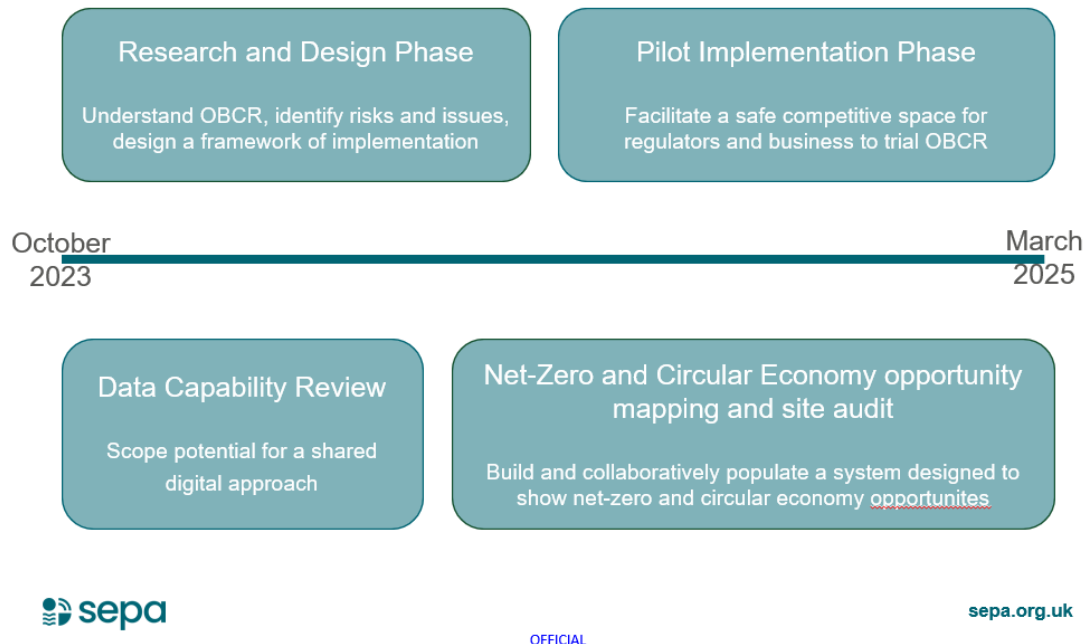 Research and Design Phase
Understand OBCR, identify risks and issues,
design a framework of implementation
Pilot Implementation Phase
Facilitate a safe competitive space for
regulators and business to trial OBCR
October
2023
March
2025
Data Capability Review
Scope potential for a shared
digital approach
Net-Zero and Circular Economy opportunity
mapping and site audit
Build and collaboratively populate a system designed to
show net-zero and circular economy opportunites
sepa
sepa.org.uk
OFFICIAL